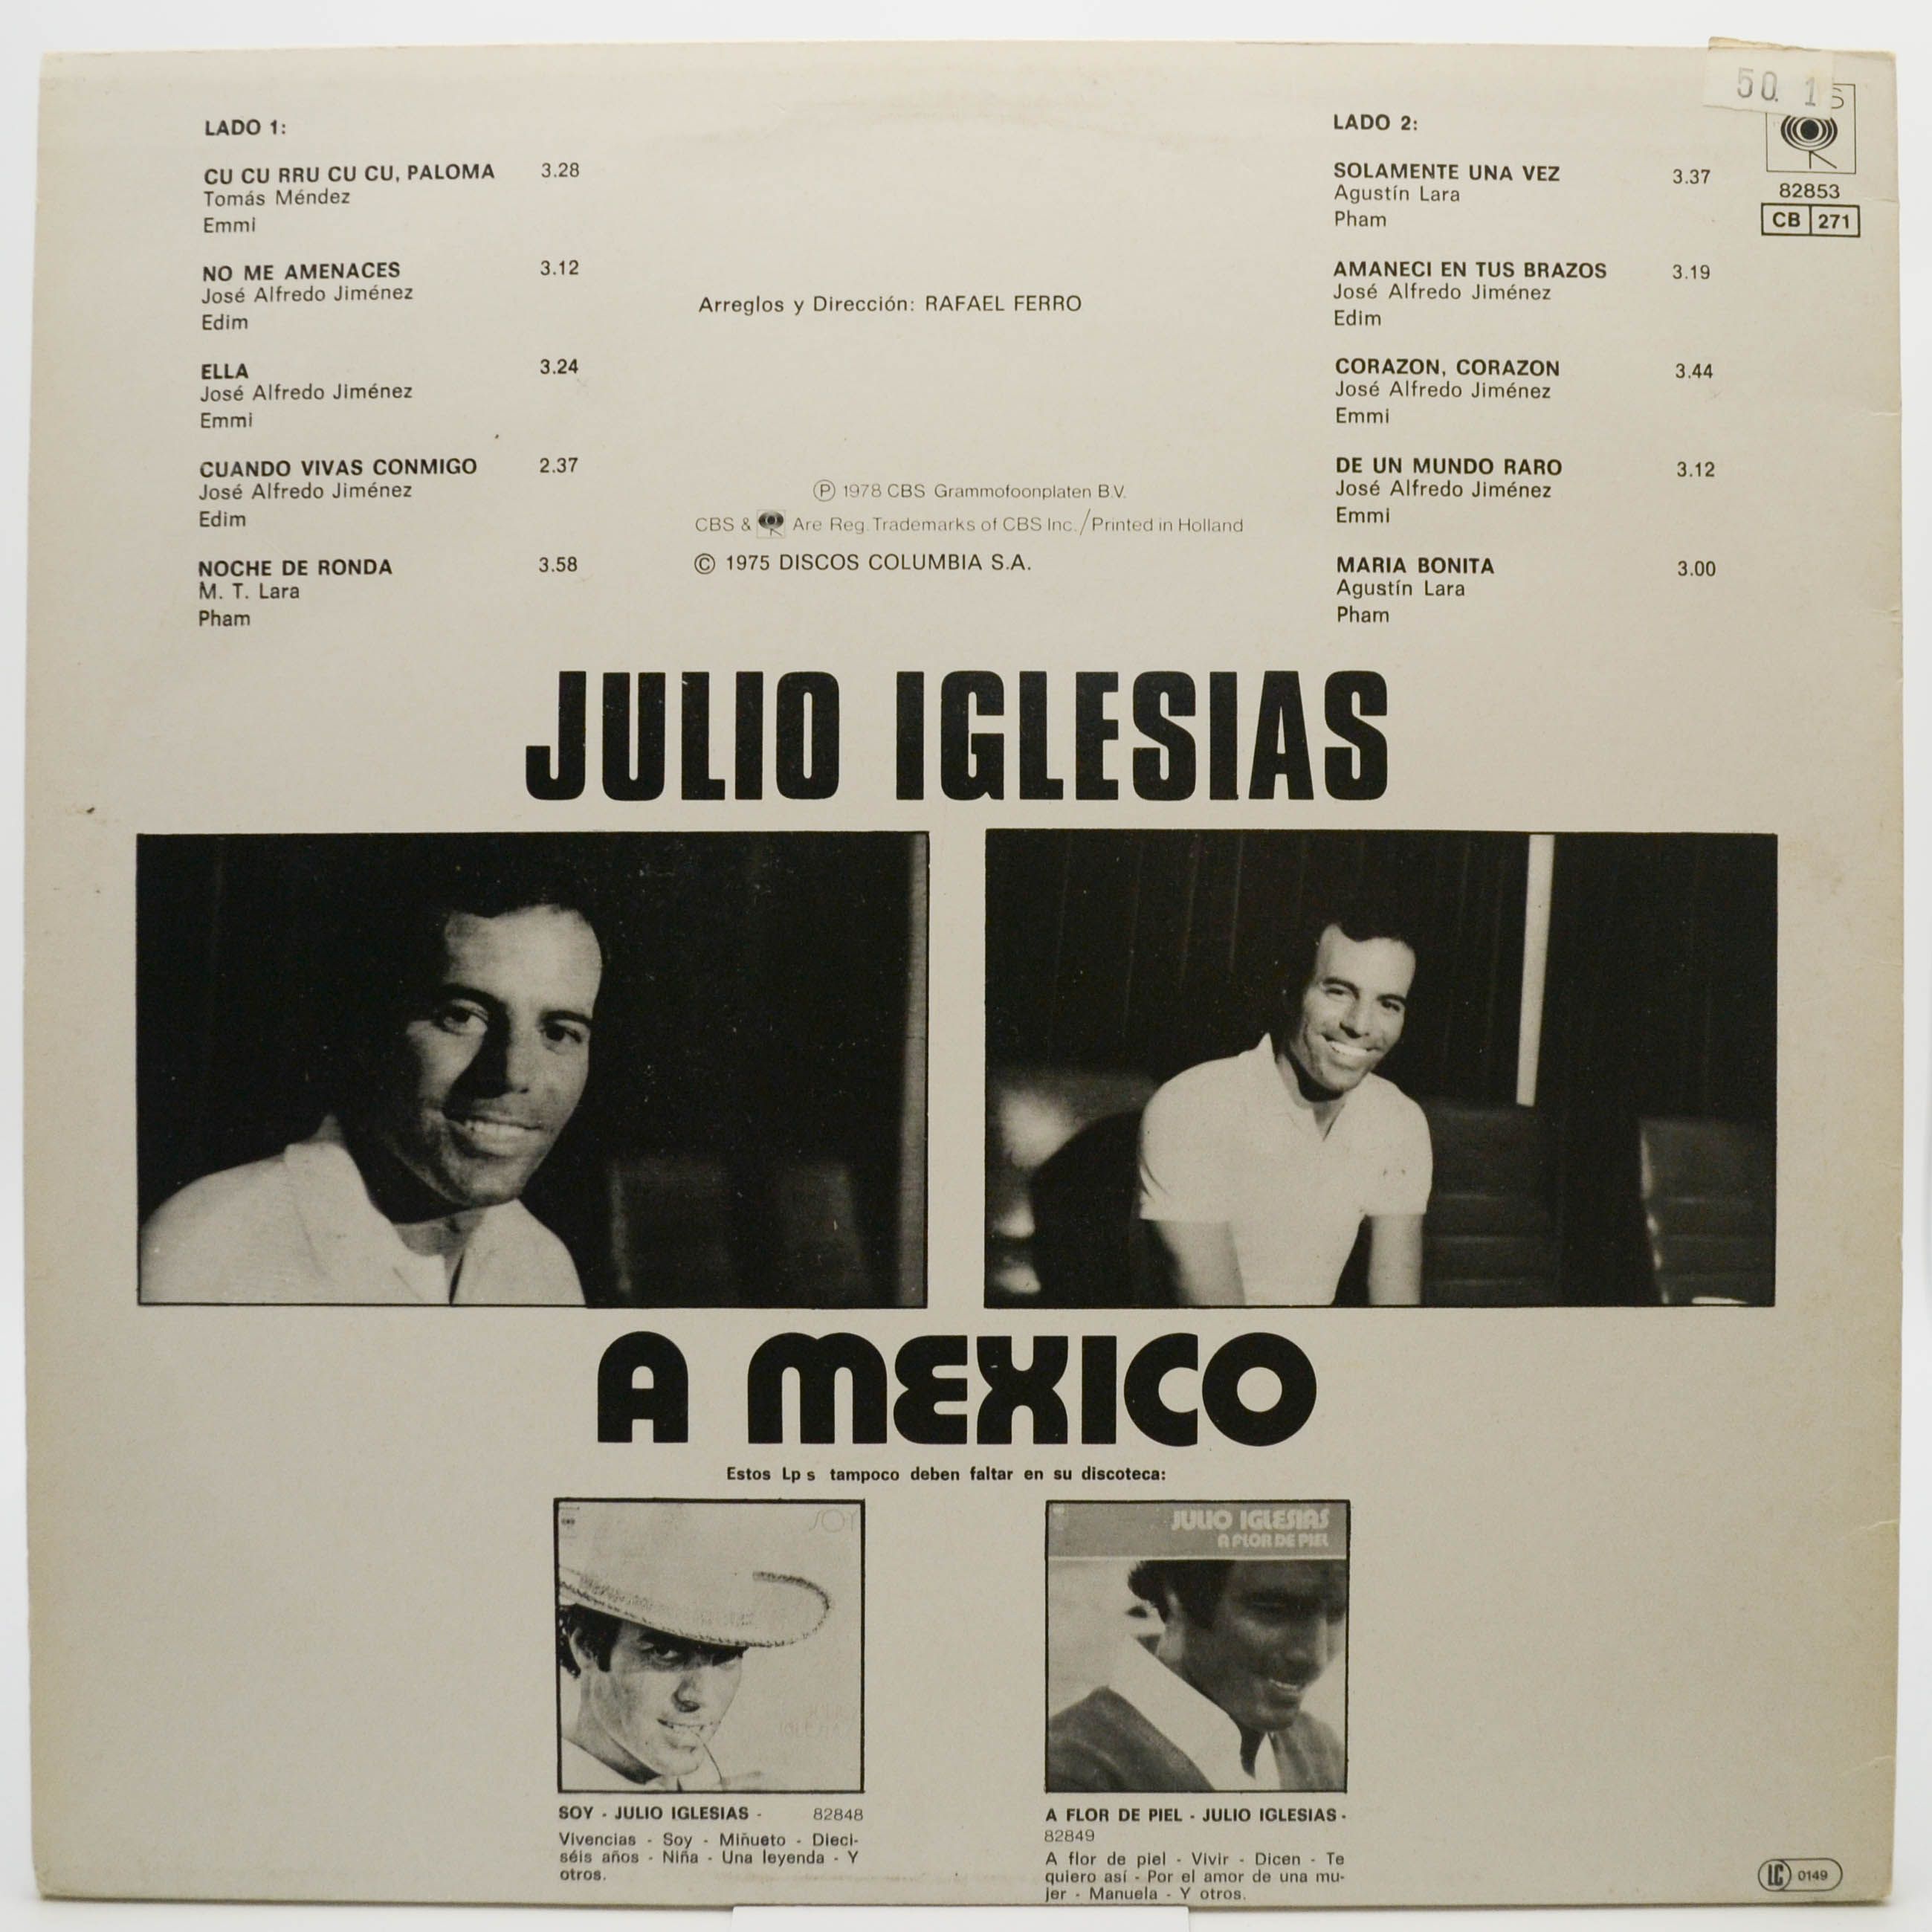 50 1
S
82853
CB 271
LADO 1:
CU CU RRU CU CU, PALOMA 3.28
Tomás Méndez
Emmi
NO ME AMENACES 3.12
José Alfredo Jiménez
Edim
ELLA 3.24
José Alfredo Jiménez
Emmi
CUANDO VIVAS CONMIGO 2.37
José Alfredo Jiménez
Edim
NOCHE DE RONDA 3.58
M. T. Lara
Pham
Arreglos y Dirección: RAFAEL FERRO
Ⓟ 1978 CBS Grammofoonplaten B.V.
CBS & Are Reg. Trademarks of CBS Inc./Printed in Holland
© 1975 DISCOS COLUMBIA S.A.
LADO 2:
SOLAMENTE UNA VEZ 3.37
Agustín Lara
Pham
AMANECI EN TUS BRAZOS 3.19
José Alfredo Jiménez
Edim
CORAZON, CORAZON 3.44
José Alfredo Jiménez
Emmi
DE UN MUNDO RARO 3.12
José Alfredo Jiménez
Emmi
MARIA BONITA 3.00
Agustín Lara
Pham
JULIO IGLESIAS
A MEXICO
Estos Lp s tampoco deben faltar en su discoteca:
SOY
SOY - JULIO IGLESIAS - 82848
Vivencias - Soy - Miñueto - Dieci-
séis años - Niña - Una leyenda - Y
otros.
JULIO IGLESIAS
A FLOR DE PIEL
A FLOR DE PIEL - JULIO IGLESIAS -
82849
A flor de piel - Vivir - Dicen - Te
quiero así - Por el amor de una mu-
jer - Manuela - Y otros.
LC 0149